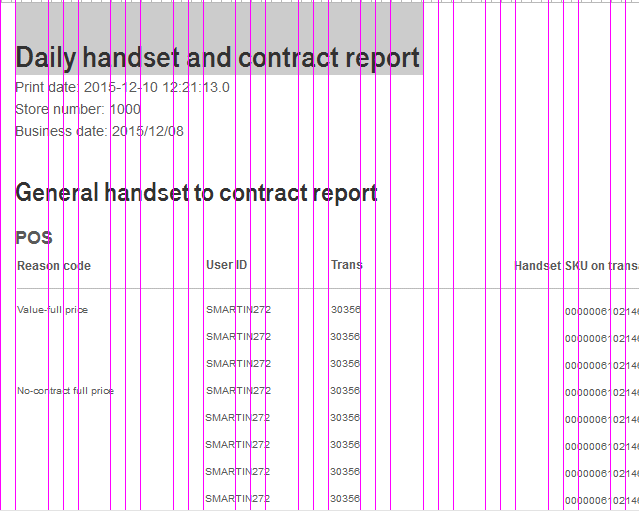 Daily handset and contract report
Print date: 2015-12-10 12:21:13.0
Store number: 1000
Business date: 2015/12/08
General handset to contract report
POS
Reason code User ID Trans Handset SKU on transa
Value-full price SMARTIN272 30356 0000006102146
SMARTIN272 30356 0000006102146
SMARTIN272 30356 0000006102146
No-contract full price SMARTIN272 30356 0000006102146
SMARTIN272 30356 0000006102146
SMARTIN272 30356 0000006102146
SMARTIN272 30356 0000006102146
SMARTIN272 30356 0000006102146